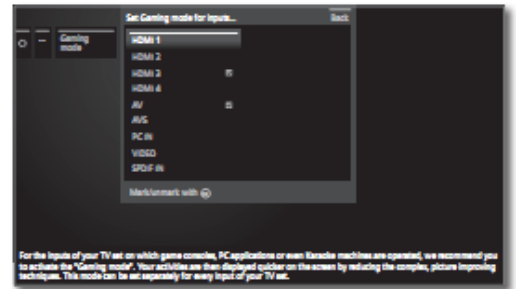 Set Gaming mode for inputs... Back
Gaming
mode
HDMI 1
HDMI 2
HDMI 3
HDMI 4
AV
AVS
PC IN
VIDEO
SPDIF IN
Mark/unmark with
For the inputs of your TV set on which game consoles, PC applications or even Karaoke machines are operated, we recommend you
to activate the "Gaming mode". Your activities are then displayed quicker on the screen by reducing the complex, picture improving
techniques. This mode can be set separately for every input of your TV set.